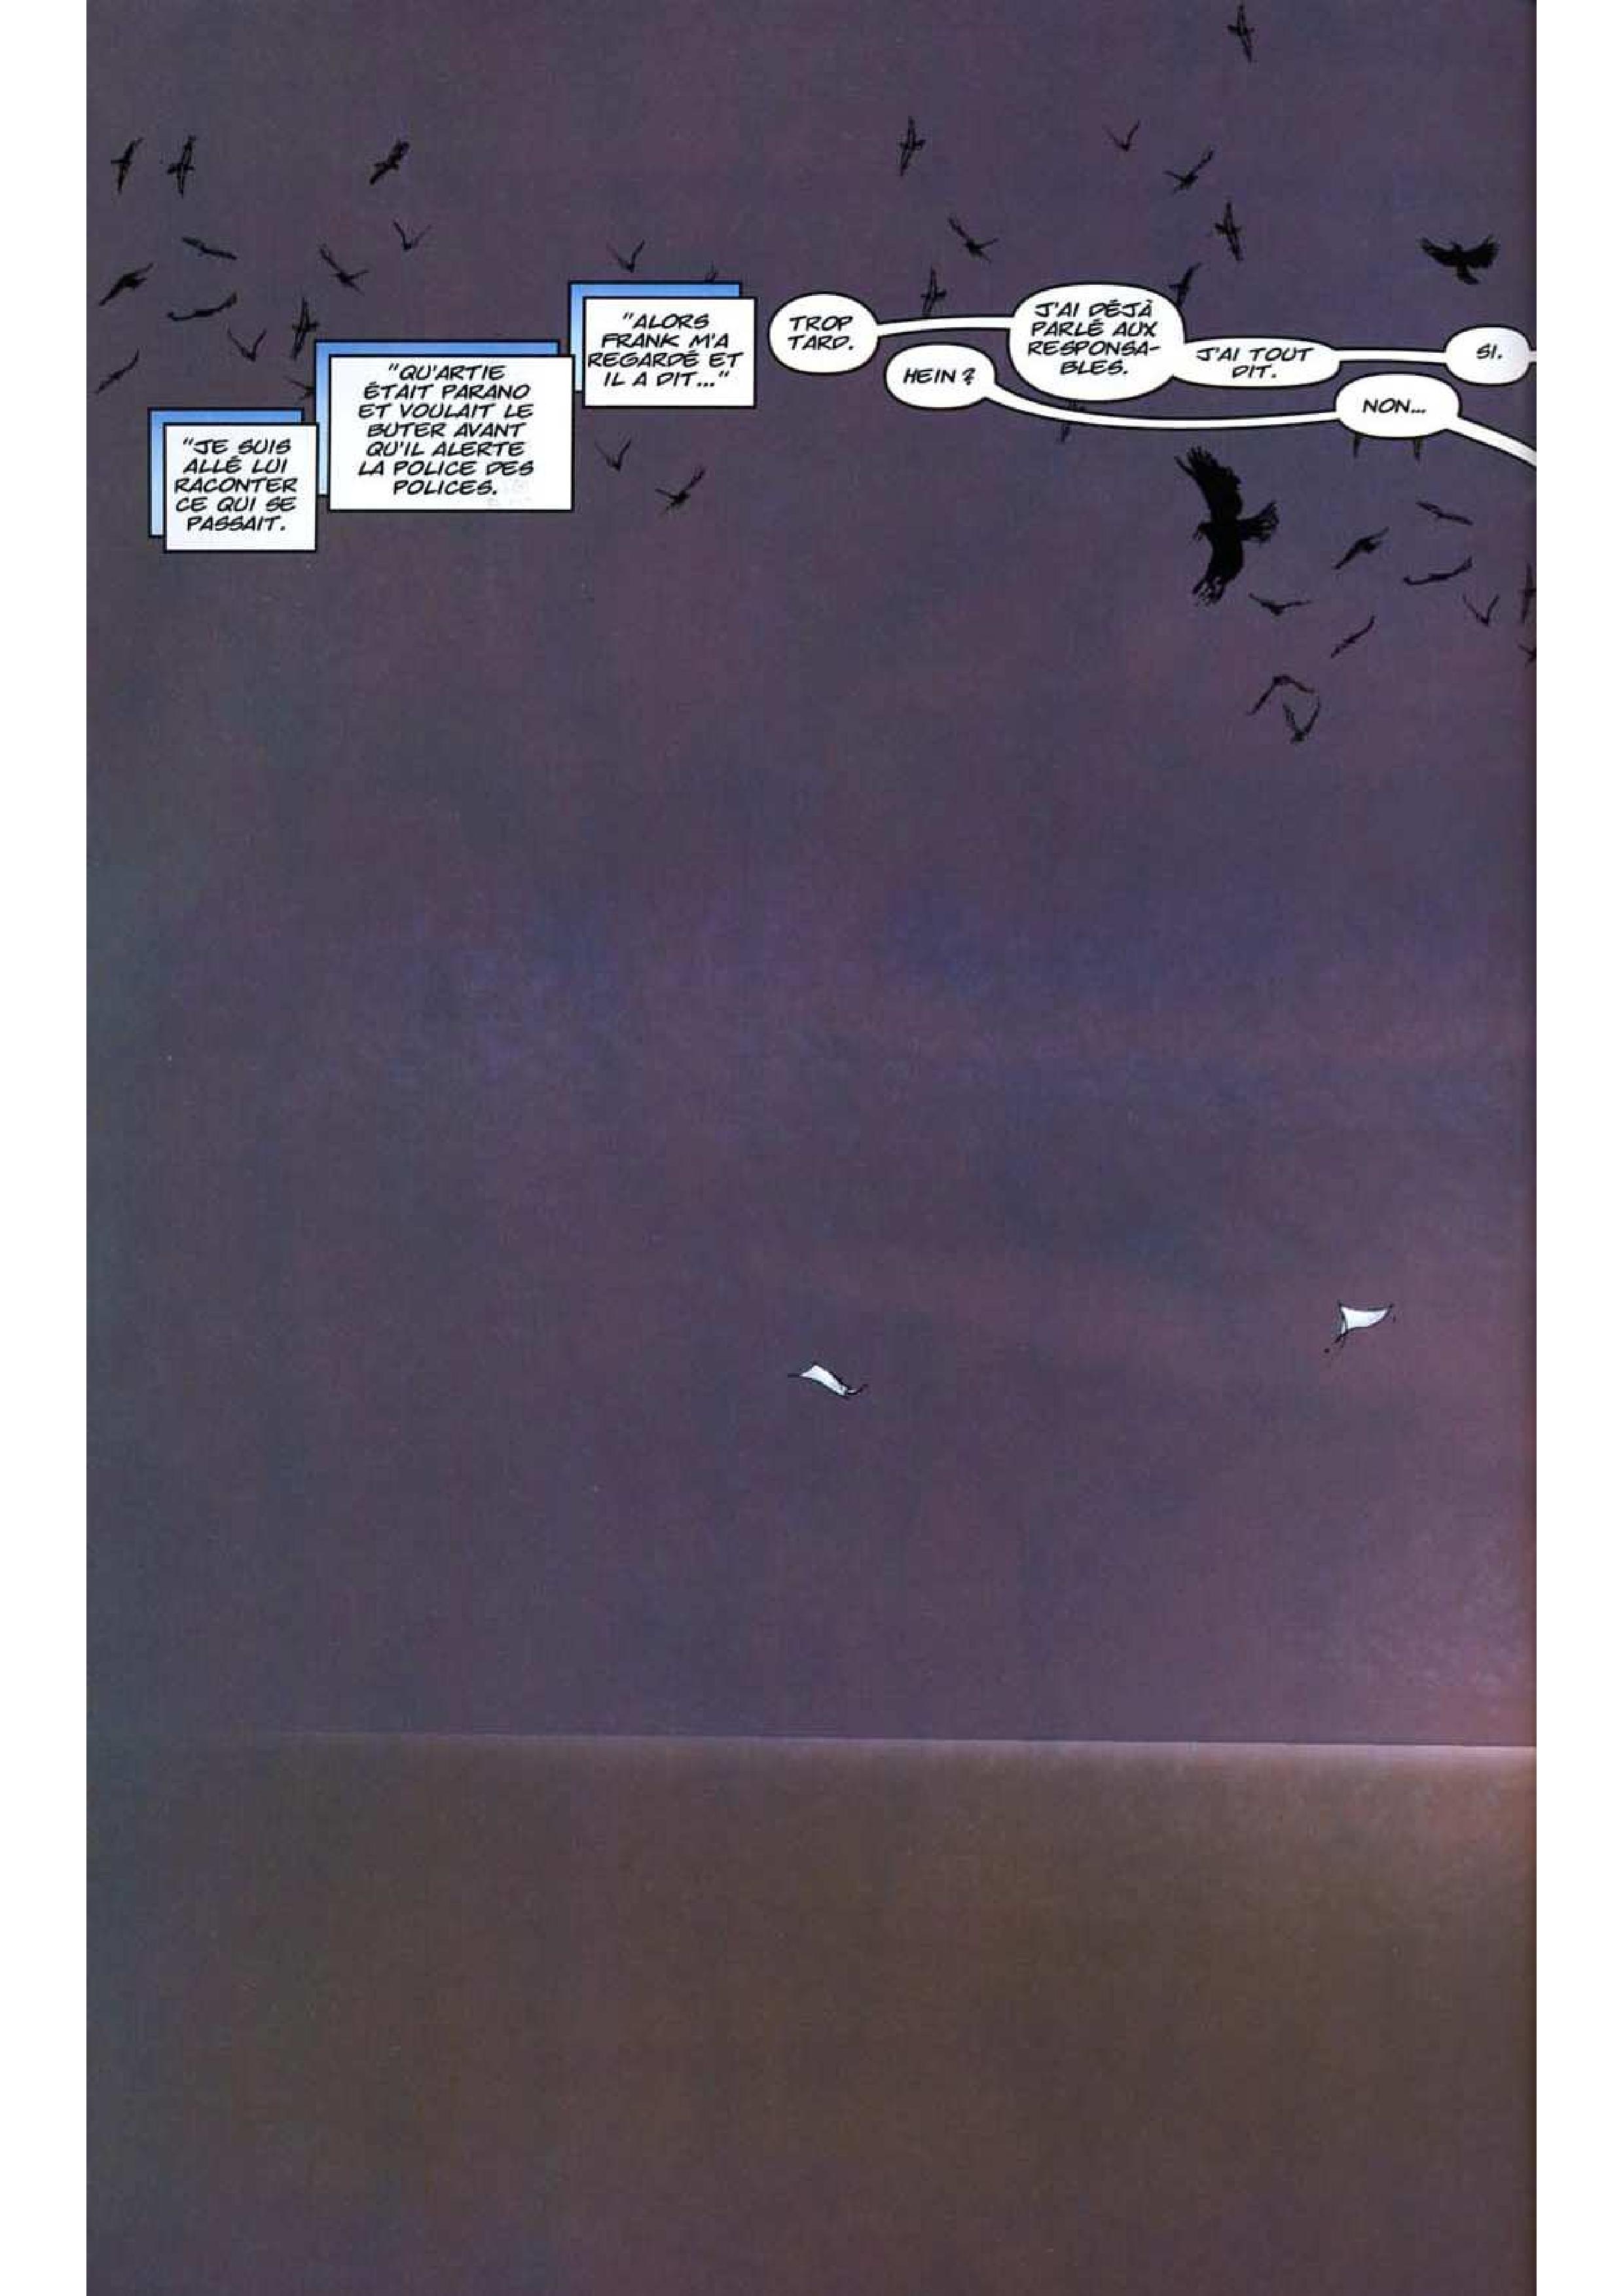 "JE SUIS
ALLÉ LUI
RACONTER
CE QUI SE
PASSAIT.
"QU'ARTIE
ÉTAIT PARANO
ET VOULAIT LE
BUTER AVANT
QU'IL ALERTE
LA POLICE DES
POLICES.
"ALORS
FRANK M'A
REGARDÉ ET
IL A DIT..."
TROP
TARD.
HEIN ?
J'AI DÉJÀ
PARLÉ AUX
RESPONSA-
BLES.
J'AI TOUT
DIT.
NON...
SI.